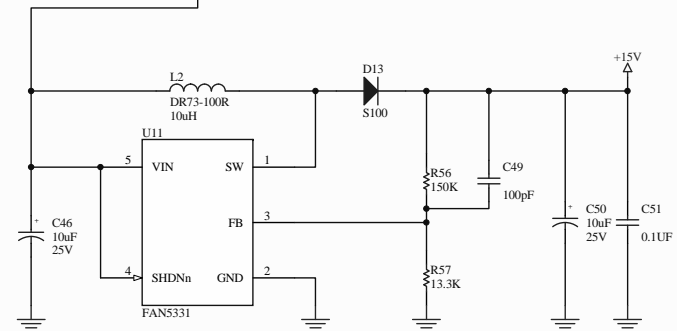 +15V
D13
L2
DR73-100R
10uH
S100
U11
5
VIN
SW
1
R56
150K
C49
100pF
C46
10uF
25V
FB
3
C50
10uF
25V
C51
0.1UF
4
SHDNn
GND
2
R57
13.3K
FAN5331
+
+